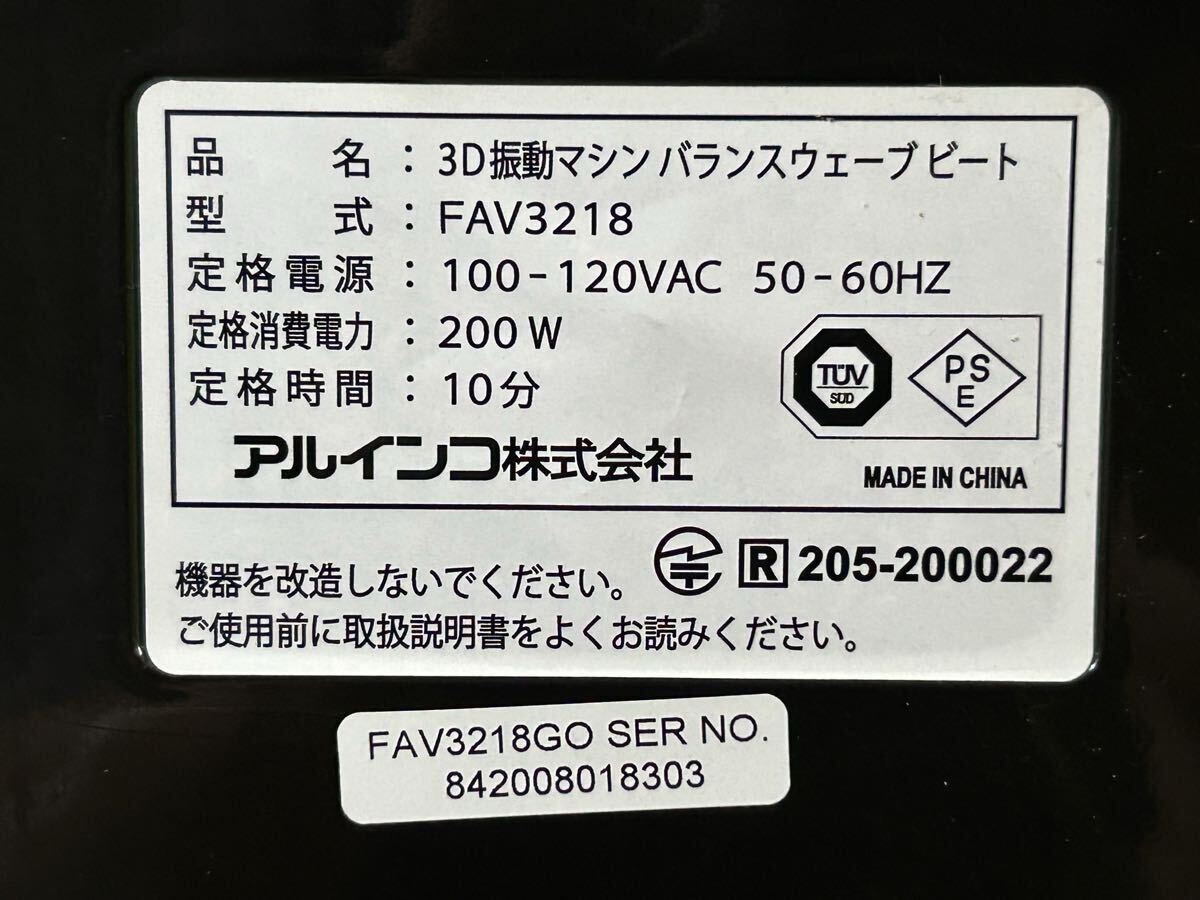 品名：3D振動マシン バランスウェーブ ビート
型式：FAV3218
定格電源：100-120VAC 50-60HZ
定格消費電力：200W
定格時間：10分
TÜV
SÜD
PSE
アルインコ株式会社
MADE IN CHINA
R 205-200022
機器を改造しないでください。
ご使用前に取扱説明書をよくお読みください。
FAV3218GO SER NO.
842008018303